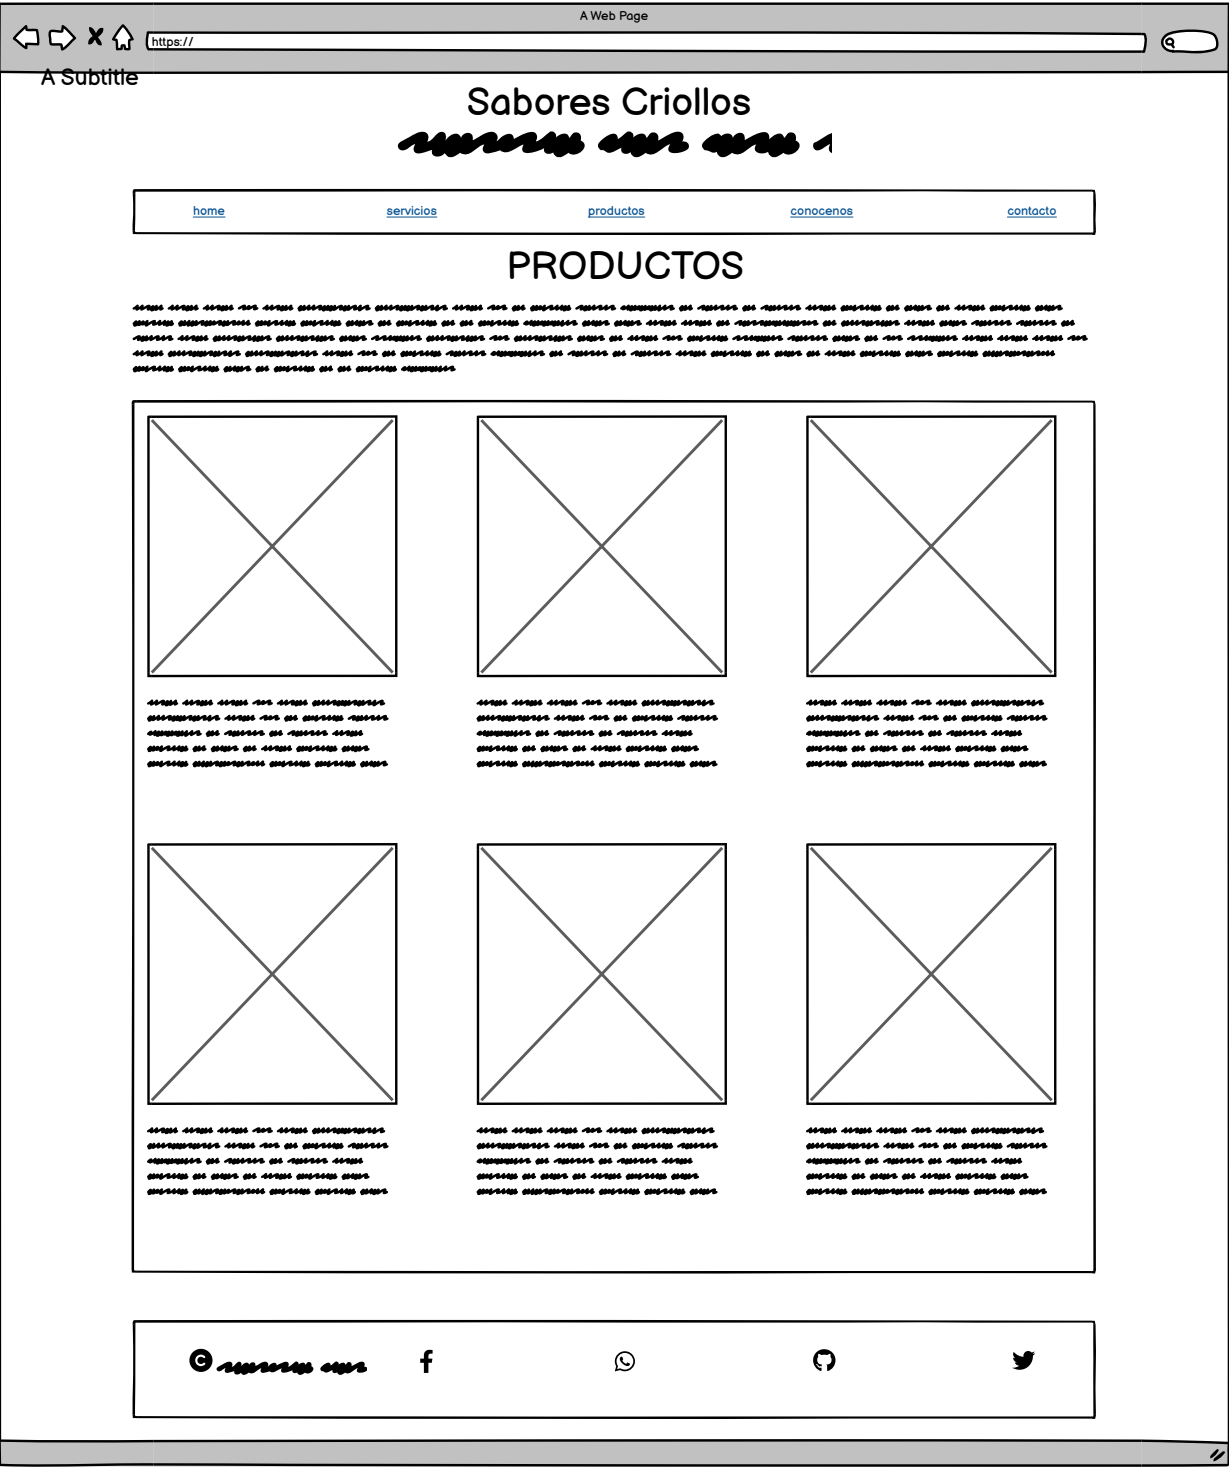 A Web Page
https://
A Subtitle
Sabores Criollos
home servicios productos conocenos contacto
PRODUCTOS